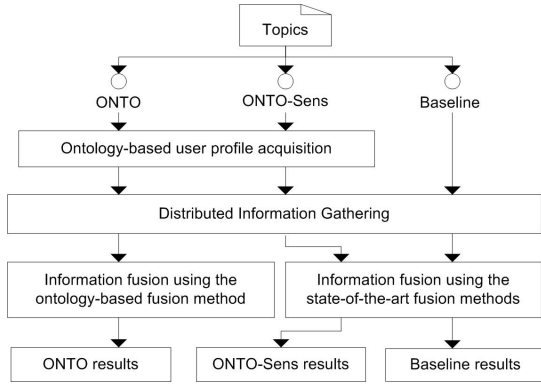 Topics
ONTO
ONTO-Sens
Baseline
Ontology-based user profile acquisition
Distributed Information Gathering
Information fusion using the
ontology-based fusion method
Information fusion using the
state-of-the-art fusion methods
ONTO results
ONTO-Sens results
Baseline results